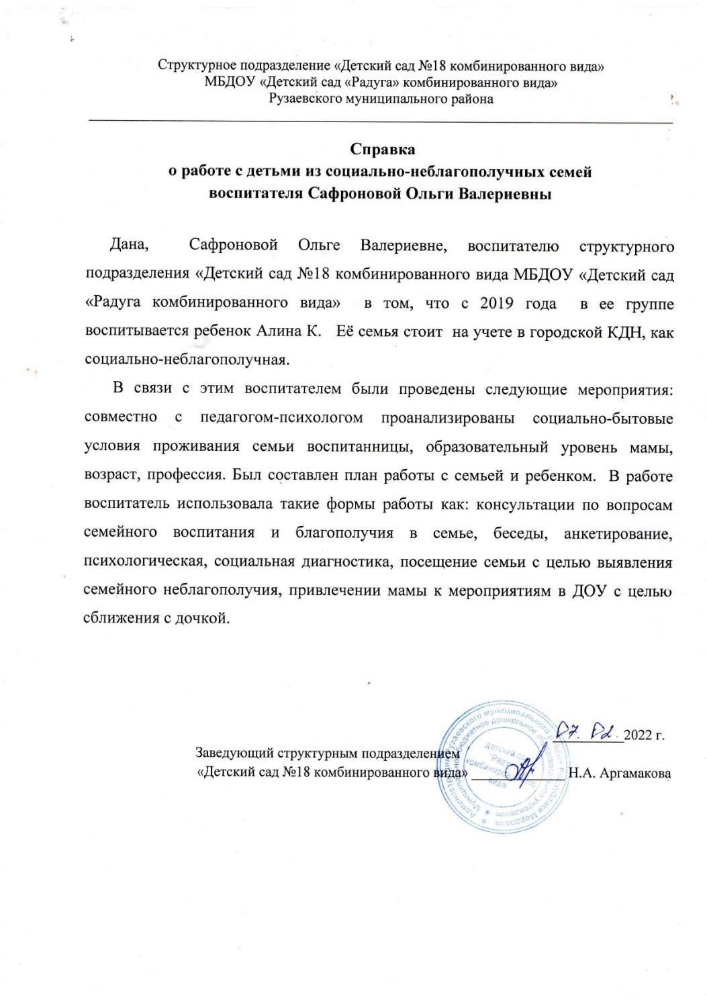 Структурное подразделение «Детский сад №18 комбинированного вида»
МБДОУ «Детский сад «Радуга» комбинированного вида»
Рузаевского муниципального района
Справка
о работе с детьми из социально-неблагополучных семей
воспитателя Сафроновой Ольги Валериевны
Дана, Сафроновой Ольге Валериевне, воспитателю структурного
подразделения «Детский сад №18 комбинированного вида МБДОУ «Детский сад
«Радуга комбинированного вида» в том, что с 2019 года в ее группе
воспитывается ребенок Алина К. Её семья стоит на учете в городской КДН, как
социально-неблагополучная.
В связи с этим воспитателем были проведены следующие мероприятия:
совместно с педагогом-психологом проанализированы социально-бытовые
условия проживания семьи воспитанницы, образовательный уровень мамы,
возраст, профессия. Был составлен план работы с семьей и ребенком. В работе
воспитатель использовала такие формы работы как: консультации по вопросам
семейного воспитания и благополучия в семье, беседы, анкетирование,
психологическая, социальная диагностика, посещение семьи с целью выявления
семейного неблагополучия, привлечении мамы к мероприятиям в ДОУ с целью
сближения с дочкой.
07. 02. 2022 г.
Заведующий структурным подразделением
«Детский сад №18 комбинированного вида» Н.А. Аргамакова
Администрация Рузаевского муниципального района Республики Мордовия
Муниципальное бюджетное дошкольное образовательное учреждение
детский
комбинированного
вида